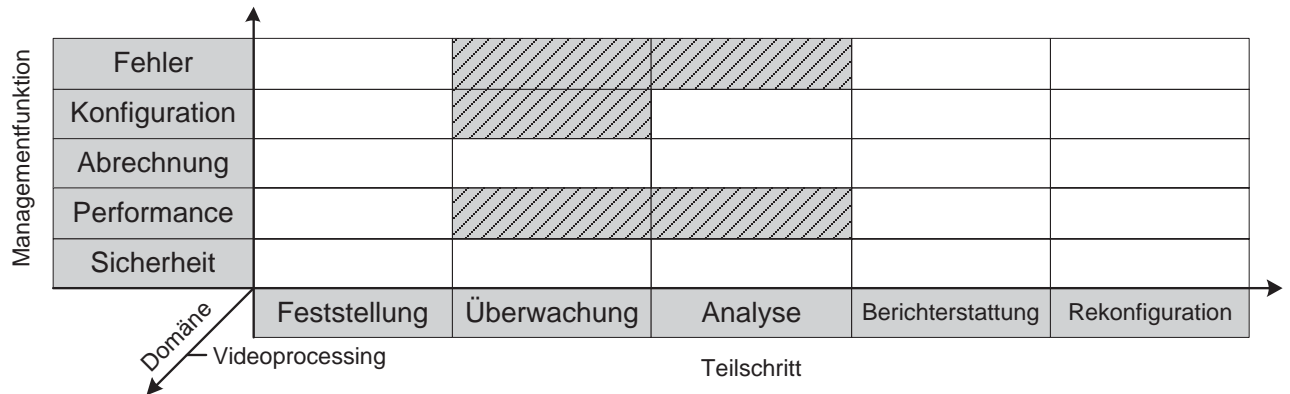 Managementfunktion
Fehler
Konfiguration
Abrechnung
Performance
Sicherheit
Feststellung
Überwachung
Analyse
Berichterstattung
Rekonfiguration
Domäne
Videoprocessing
Teilschritt